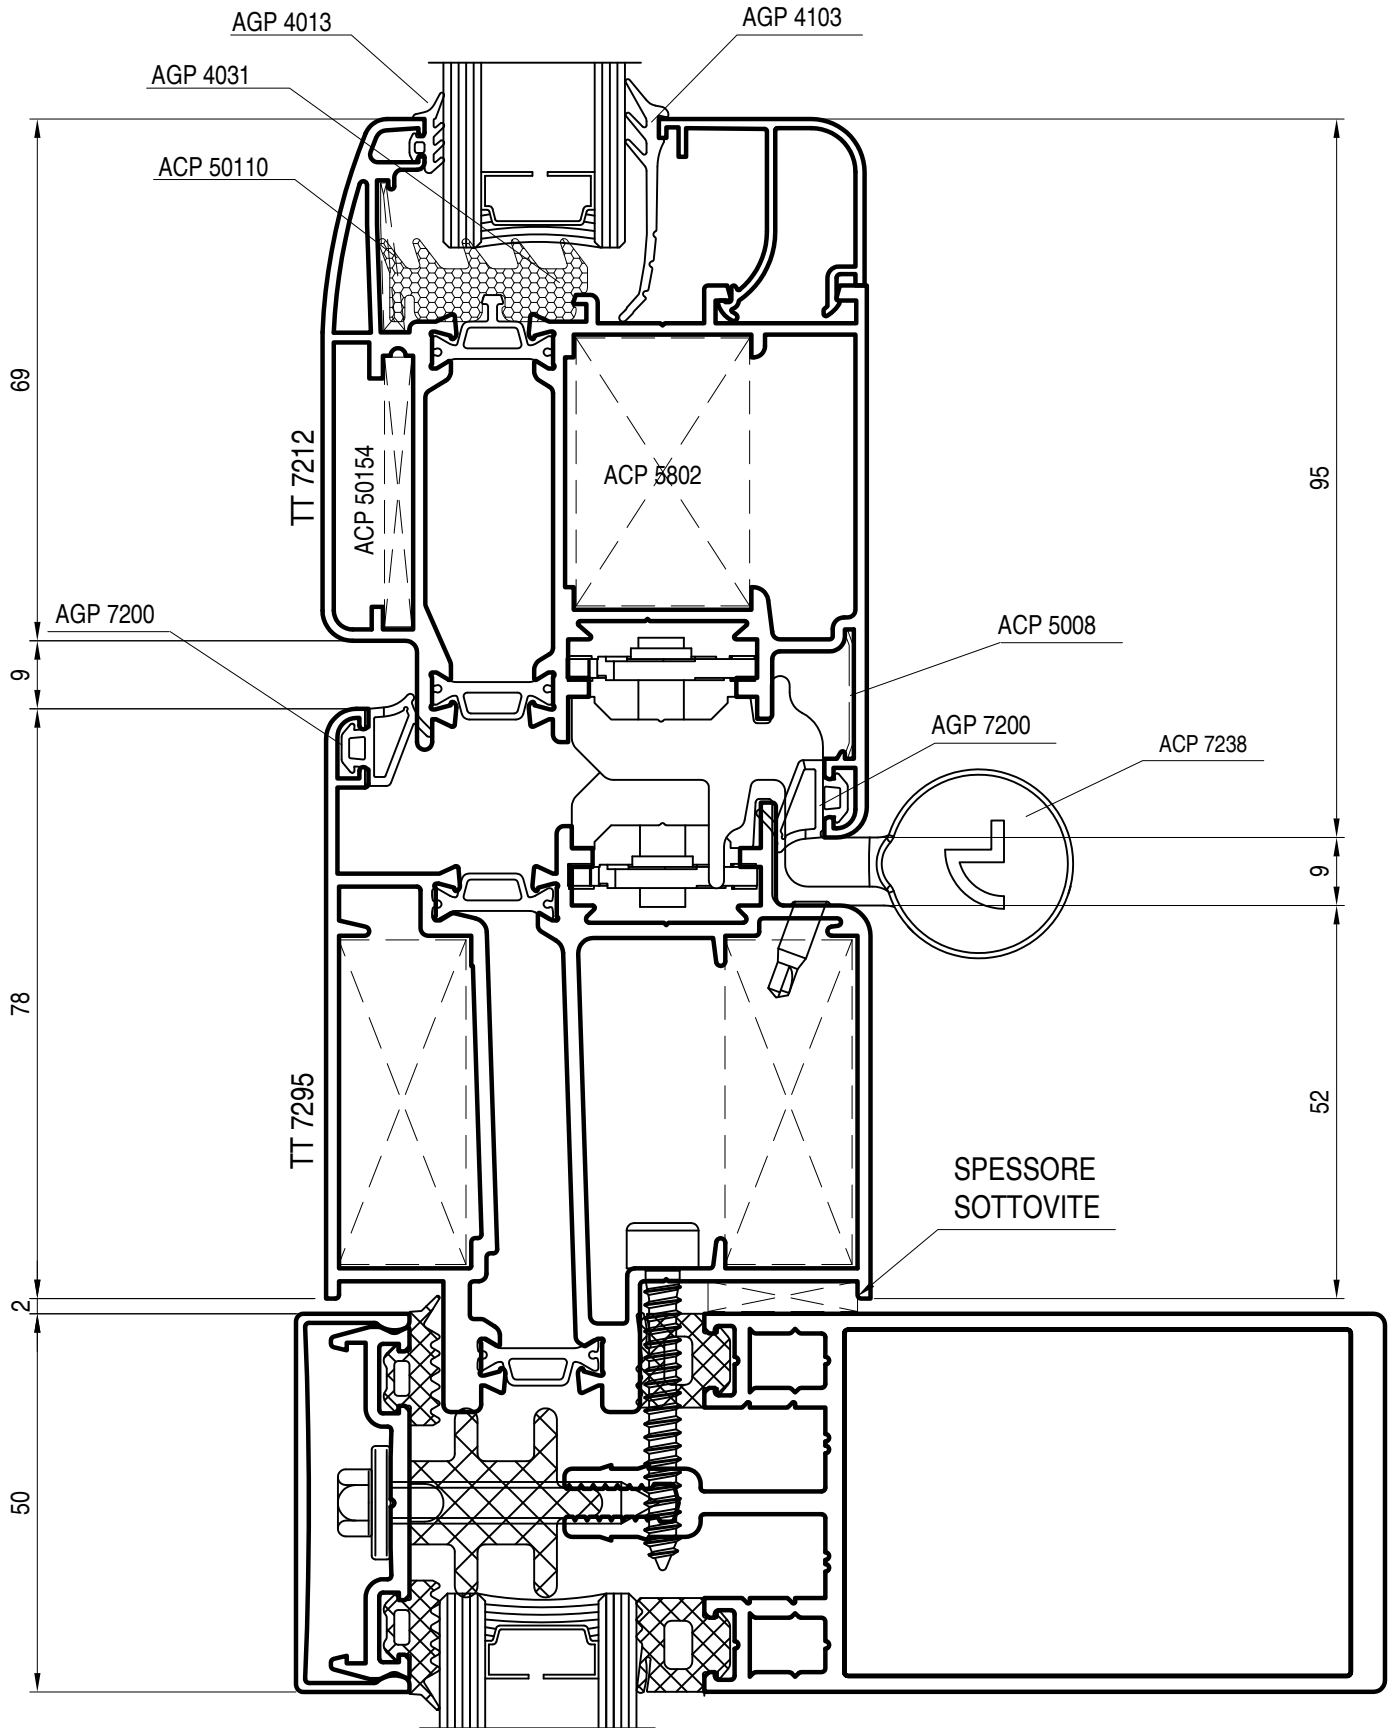 AGP 4013
AGP 4103
AGP 4031
ACP 50110
69
TT 7212
ACP 50154
ACP 5802
95
AGP 7200
ACP 5008
9
AGP 7200
ACP 7238
9
78
TT 7295
52
SPESSORE
SOTTOVITE
2
50